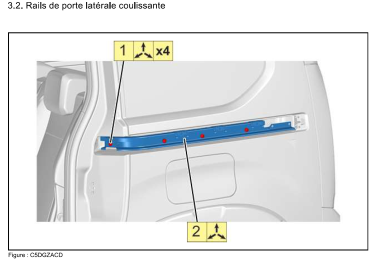 3.2. Rails de porte latérale coulissante
1 x4
2
Figure : C5DGZACD